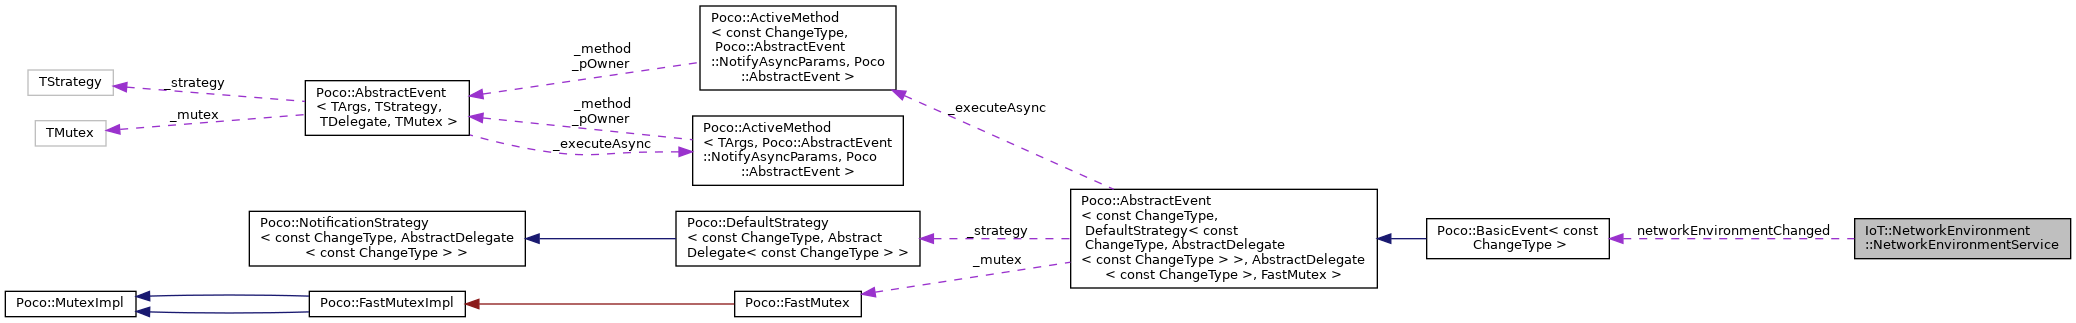 Poco::ActiveMethod
< const ChangeType,
Poco::AbstractEvent
::NotifyAsyncParams, Poco
::AbstractEvent >
_method
_pOwner
TStrategy
_strategy
Poco::AbstractEvent
< TArgs, TStrategy,
TDelegate, TMutex >
_method
_pOwner
_executeAsync
TMutex
_mutex
_executeAsync
Poco::ActiveMethod
< TArgs, Poco::AbstractEvent
::NotifyAsyncParams, Poco
::AbstractEvent >
Poco::NotificationStrategy
< const ChangeType, AbstractDelegate
< const ChangeType > >
Poco::DefaultStrategy
< const ChangeType, Abstract
Delegate< const ChangeType > >
_strategy
_mutex
Poco::AbstractEvent
< const ChangeType,
DefaultStrategy< const
ChangeType, AbstractDelegate
< const ChangeType > >, AbstractDelegate
< const ChangeType >, FastMutex >
Poco::BasicEvent< const
ChangeType >
networkEnvironmentChanged
IoT::NetworkEnvironment
::NetworkEnvironmentService
Poco::MutexImpl
Poco::FastMutexImpl
Poco::FastMutex